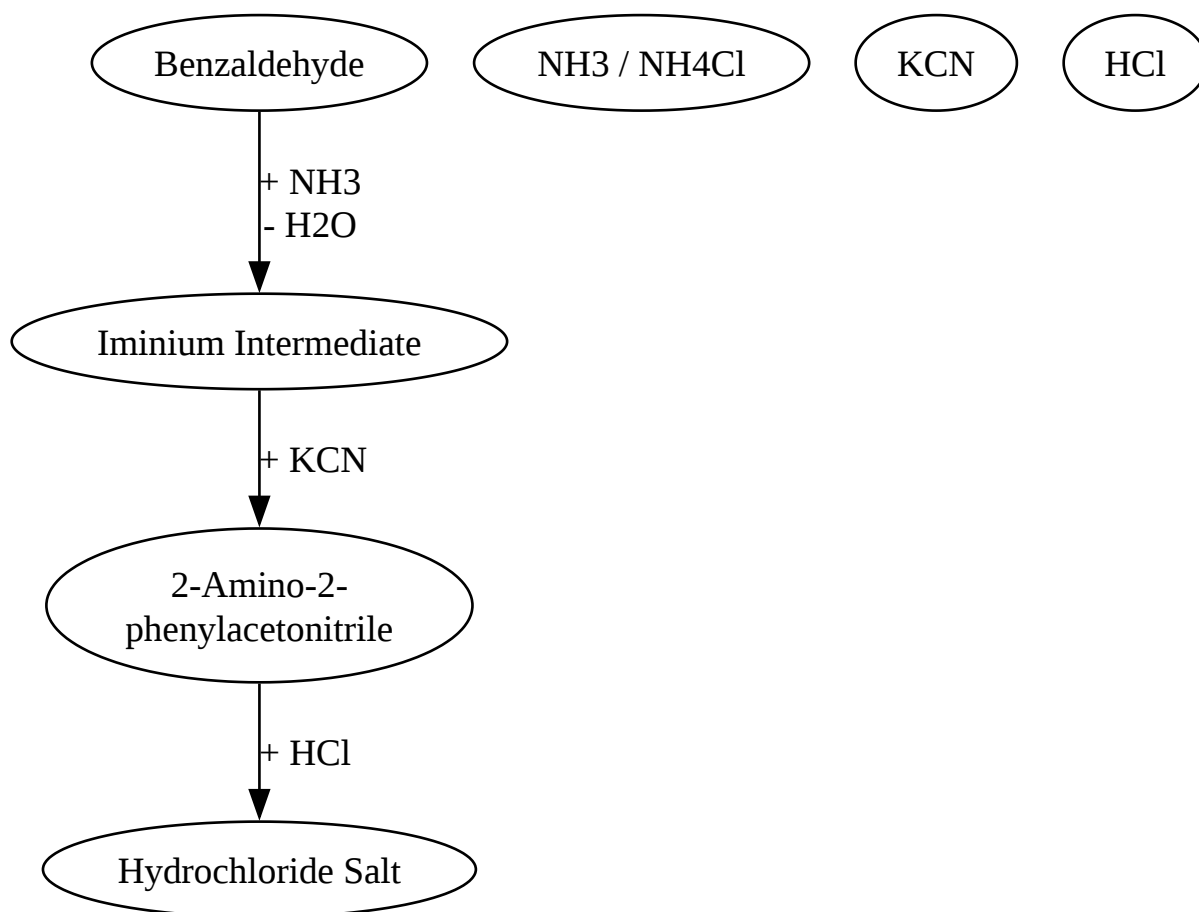 Benzaldehyde
NH3 / NH4Cl
KCN
HCl
+ NH3
- H2O
Iminium Intermediate
+ KCN
2-Amino-2-
phenylacetonitrile
+ HCl
Hydrochloride Salt